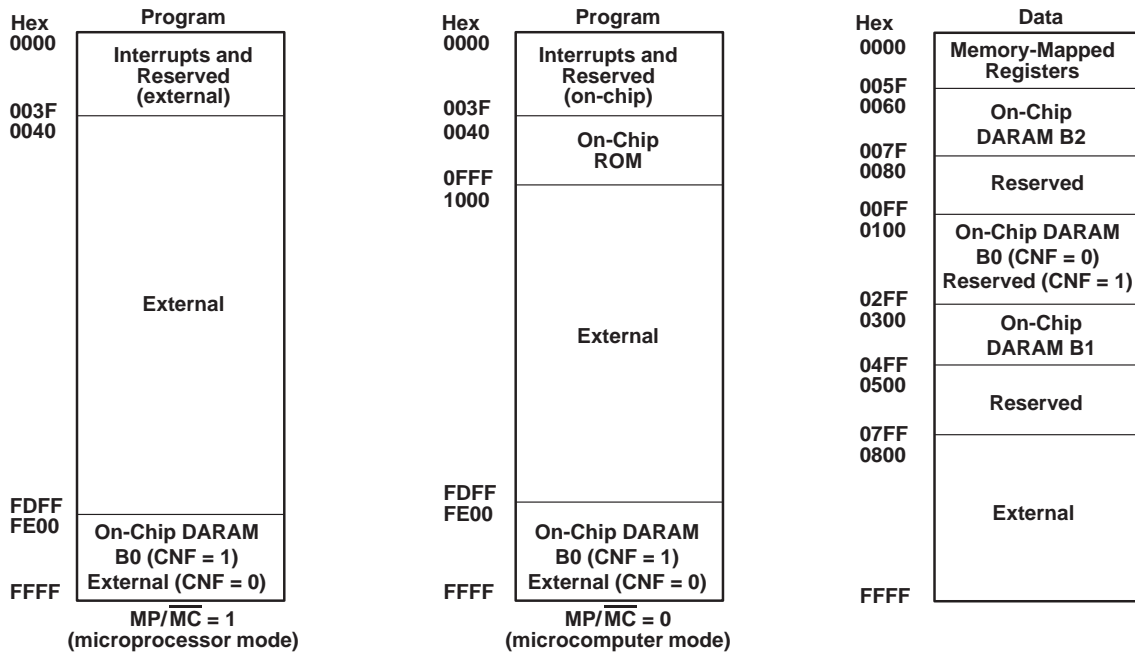 Hex
Program
0000
Interrupts and
Reserved
(external)
003F
0040
External
FDFF
FE00
On-Chip DARAM
B0 (CNF = 1)
External (CNF = 0)
FFFF
MP/M̅C̅ = 1
(microprocessor mode)
Hex
Program
0000
Interrupts and
Reserved
(on-chip)
003F
0040
On-Chip
ROM
0FFF
1000
External
FDFF
FE00
On-Chip DARAM
B0 (CNF = 1)
External (CNF = 0)
FFFF
MP/M̅C̅ = 0
(microcomputer mode)
Hex
Data
0000
Memory-Mapped
Registers
005F
0060
On-Chip
DARAM B2
007F
0080
Reserved
00FF
0100
On-Chip DARAM
B0 (CNF = 0)
Reserved (CNF = 1)
02FF
0300
On-Chip
DARAM B1
04FF
0500
Reserved
07FF
0800
External
FFFF